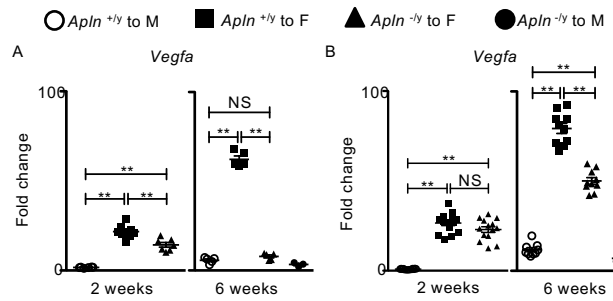 Apln +/y to M Apln +/y to F Apln -/y to F Apln -/y to M
A Vegfa
B Vegfa
Fold change
100
0
**
** **
2 weeks
NS
** **
6 weeks
Fold change
100
0
**
** NS
2 weeks
**
** **
6 weeks